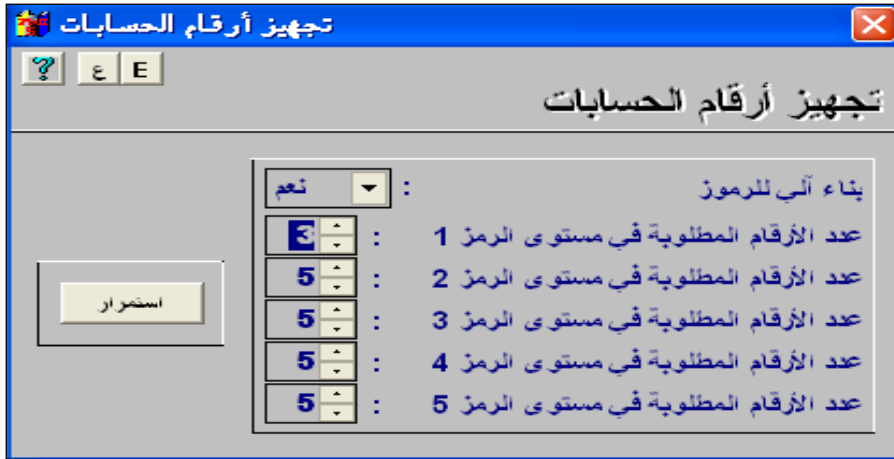 تجهيز أرقام الحسابات
? ع E
تجهيز أرقام الحسابات
بناء آلي للرموز : نعم
عدد الأرقام المطلوبة في مستوى الرمز 1 : 3
عدد الأرقام المطلوبة في مستوى الرمز 2 : 5
عدد الأرقام المطلوبة في مستوى الرمز 3 : 5
عدد الأرقام المطلوبة في مستوى الرمز 4 : 5
عدد الأرقام المطلوبة في مستوى الرمز 5 : 5
استمرار